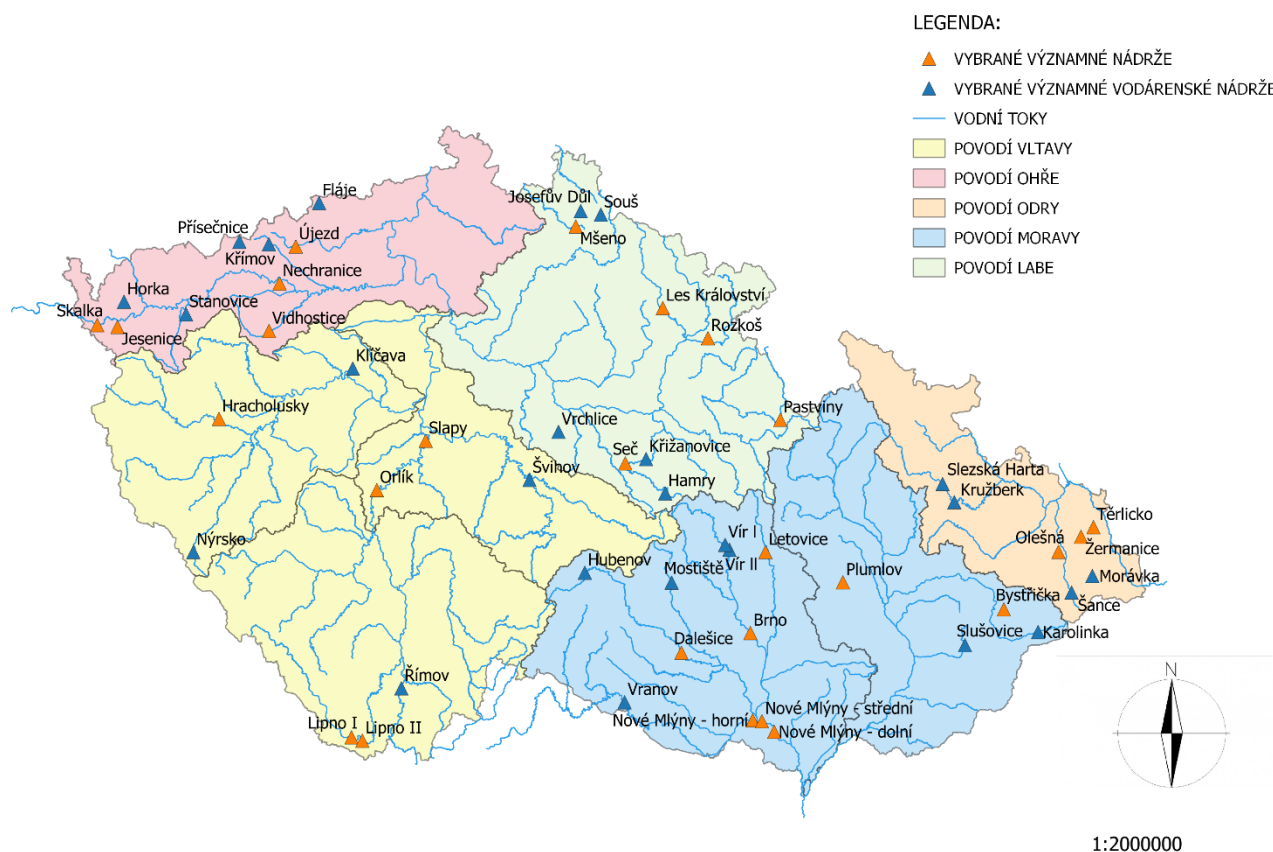 LEGENDA:
VYBRANÉ VÝZNAMNÉ NÁDRŽE
VYBRANÉ VÝZNAMNÉ VODÁRENSKÉ NÁDRŽE
VODNÍ TOKY
POVODÍ VLTAVY
POVODÍ OHŘE
POVODÍ ODRY
POVODÍ MORAVY
POVODÍ LABE
Fláje
Josefův Důl
Souš
Přísečnice
Újezd
Mšeno
Křímov
Nechranice
Horka
Stanovice
Les Království
Skalka
Jesenice
Vidhostice
Rozkoš
Klíčava
Hracholusky
Pastviny
Slapy
Vrchlice
Seč
Křižanovice
Orlík
Švihov
Hamry
Slezská Harta
Kružberk
Těrlicko
Olešná
Žermanice
Nýrsko
Vír I
Letovice
Vír II
Hubenov
Mostiště
Plumlov
Morávka
Šance
Bystřička
Brno
Slušovice
Karolinka
Dalešice
Římov
Vranov
Nové Mlýny - střední
Nové Mlýny - horní
Nové Mlýny - dolní
Lipno I
Lipno II
N
1:2000000